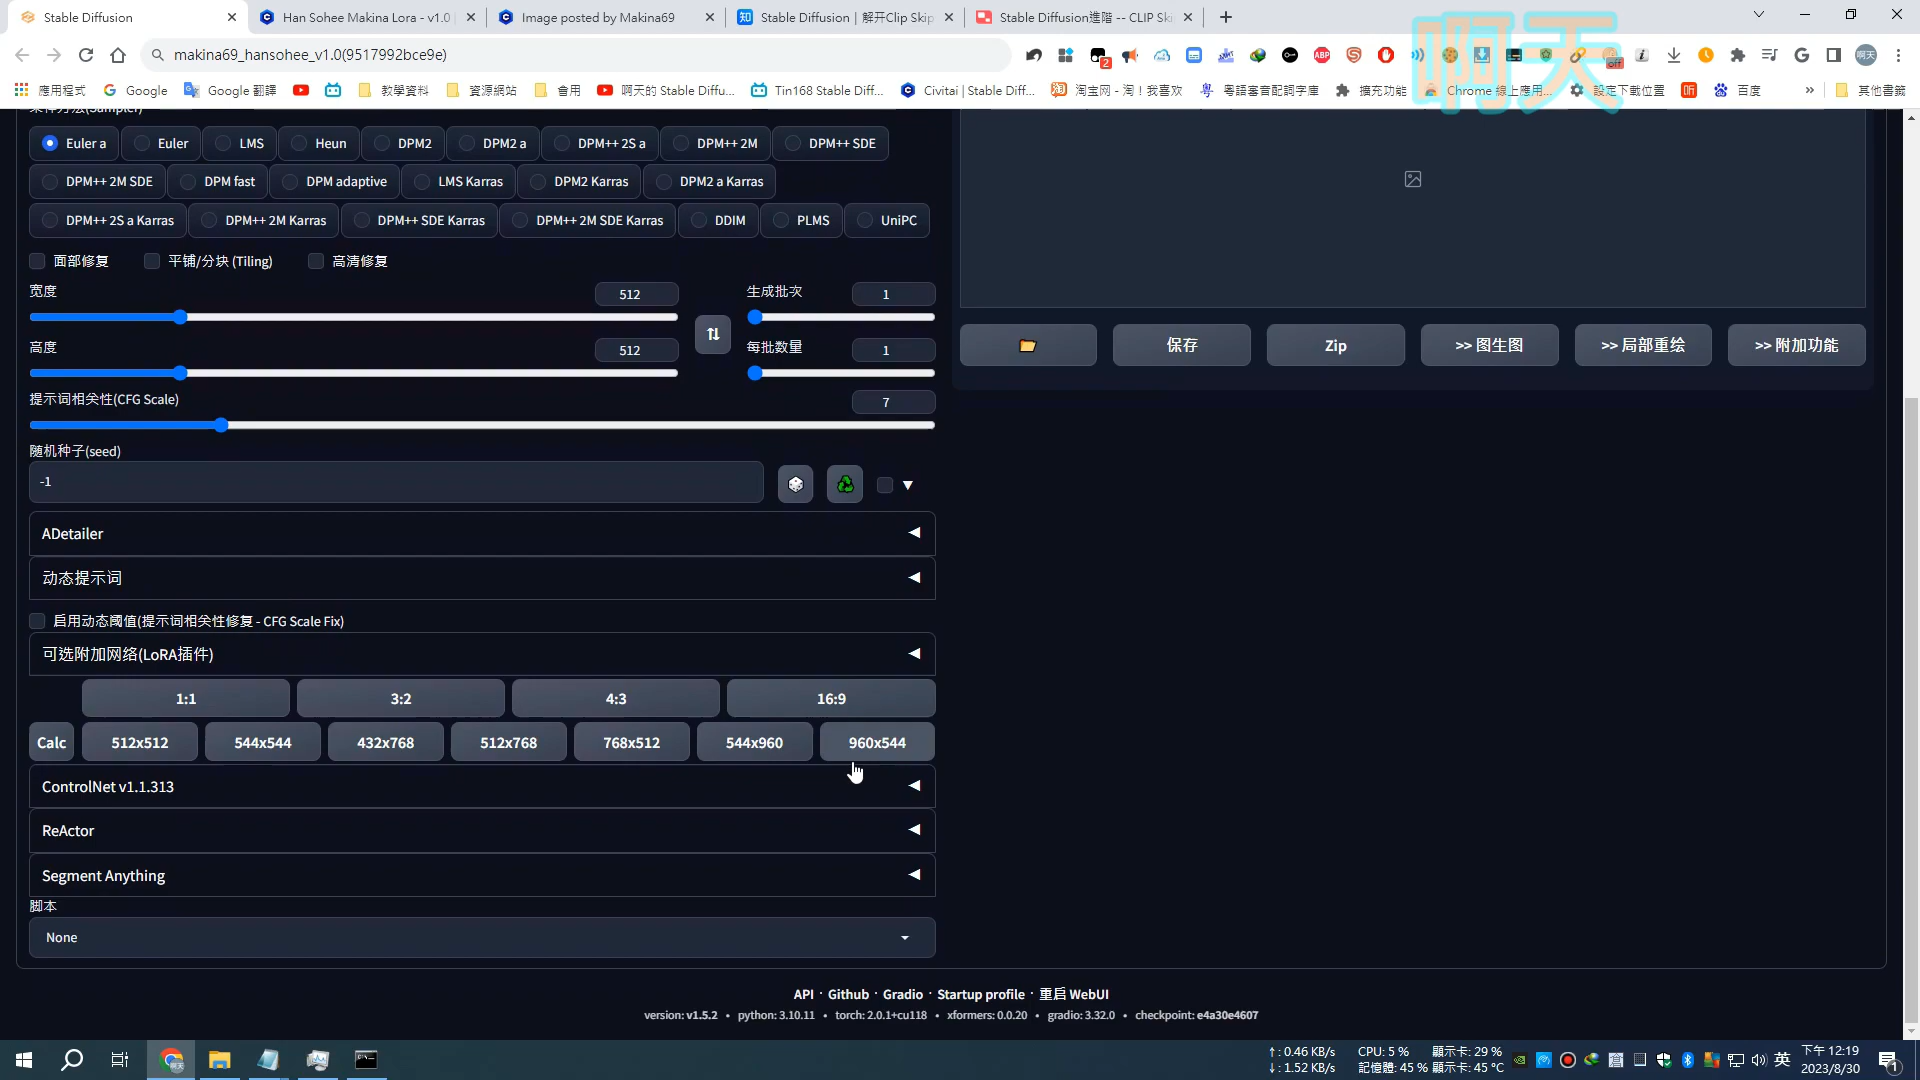 Stable Diffusion
Han Sohee Makina Lora - v1.0
Image posted by Makina69
Stable Diffusion | 解开Clip Skip
Stable Diffusion進階 -- CLIP Ski
makina69_hansohee_v1.0(9517992bce9e)
啊天
應用程式
Google
Google 翻譯
教學資料
資源網站
會用
啊天的 Stable Diffu...
Tin168 Stable Diff...
Civitai | Stable Diff...
淘宝网 - 淘！我喜欢
粵語審音配詞字庫
擴充功能
Chrome 線上應用...
設定下載位置
百度
其他書籤
采样方法(Sampler)
Euler a
Euler
LMS
Heun
DPM2
DPM2 a
DPM++ 2S a
DPM++ 2M
DPM++ SDE
DPM++ 2M SDE
DPM fast
DPM adaptive
LMS Karras
DPM2 Karras
DPM2 a Karras
DPM++ 2S a Karras
DPM++ 2M Karras
DPM++ SDE Karras
DPM++ 2M SDE Karras
DDIM
PLMS
UniPC
面部修复
平铺/分块 (Tiling)
高清修复
宽度
512
生成批次
1
高度
512
每批数量
1
提示词相关性(CFG Scale)
7
随机种子(seed)
-1
保存
Zip
>> 图生图
>> 局部重绘
>> 附加功能
ADetailer
动态提示词
启用动态阈值(提示词相关性修复 - CFG Scale Fix)
可选附加网络(LoRA插件)
1:1
3:2
4:3
16:9
Calc
512x512
544x544
432x768
512x768
768x512
544x960
960x544
ControlNet v1.1.313
ReActor
Segment Anything
脚本
None
API · Github · Gradio · Startup profile · 重启 WebUI
version: v1.5.2 • python: 3.10.11 • torch: 2.0.1+cu118 • xformers: 0.0.20 • gradio: 3.32.0 • checkpoint: e4a30e4607
↑: 0.46 KB/s
↓: 1.52 KB/s
CPU: 5 % 顯示卡: 29 %
記憶體: 45 % 顯示卡: 45 °C
英
下午 12:19
2023/8/30